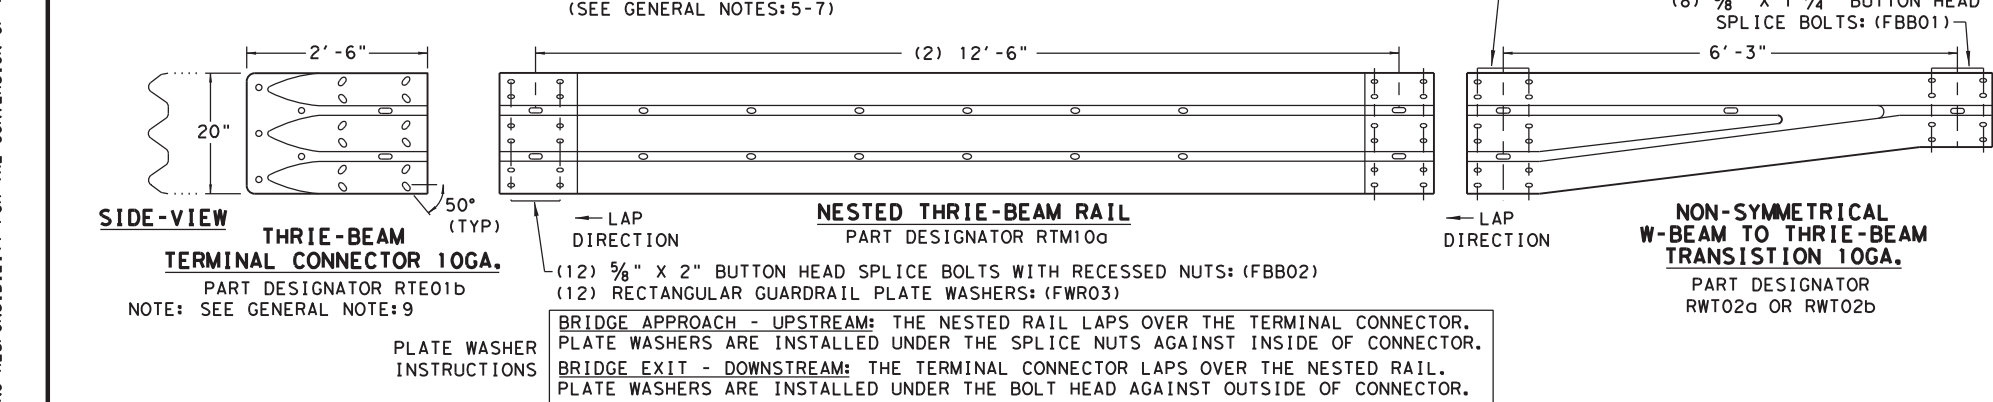 (SEE GENERAL NOTES:5-7)
BUTTON HEAD
SPLICE BOLTS:(FBB01)
2'-6"
(2) 12'-6"
6'-3"
20"
50°
(TYP)
SIDE-VIEW
THRIE-BEAM
TERMINAL CONNECTOR 10GA.
PART DESIGNATOR RTE01b
NOTE: SEE GENERAL NOTE:9
LAP
DIRECTION
NESTED THRIE-BEAM RAIL
PART DESIGNATOR RTM10a
LAP
DIRECTION
NON-SYMMETRICAL
W-BEAM TO THRIE-BEAM
TRANSISTION 10GA.
PART DESIGNATOR
RWT02a OR RWT02b
(12) ⅝" X 2" BUTTON HEAD SPLICE BOLTS WITH RECESSED NUTS:(FBB02)
(12) RECTANGULAR GUARDRAIL PLATE WASHERS:(FWR03)
PLATE WASHER
INSTRUCTIONS
BRIDGE APPROACH - UPSTREAM: THE NESTED RAIL LAPS OVER THE TERMINAL CONNECTOR.
PLATE WASHERS ARE INSTALLED UNDER THE SPLICE NUTS AGAINST INSIDE OF CONNECTOR.
BRIDGE EXIT - DOWNSTREAM: THE TERMINAL CONNECTOR LAPS OVER THE NESTED RAIL.
PLATE WASHERS ARE INSTALLED UNDER THE BOLT HEAD AGAINST OUTSIDE OF CONNECTOR.